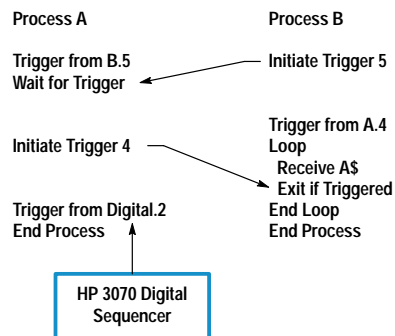 Process A
Trigger from B.5
Wait for Trigger
Initiate Trigger 4
Trigger from Digital.2
End Process
HP 3070 Digital
Sequencer
Process B
Initiate Trigger 5
Trigger from A.4
Loop
Receive A$
Exit if Triggered
End Loop
End Process